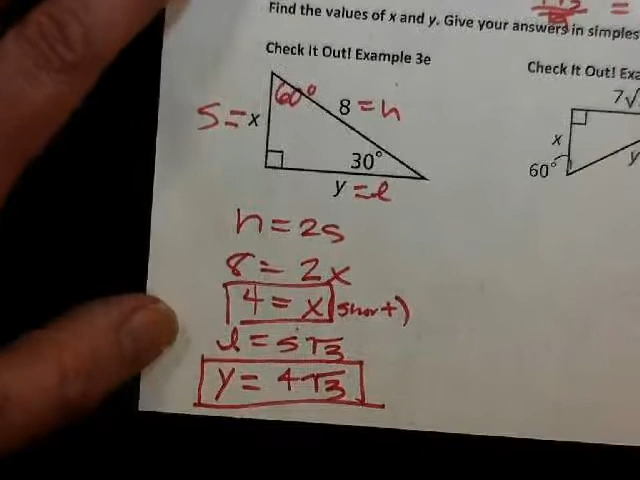 Find the values of x and y. Give your answers in simples
Check It Out! Example 3e
Check It Out! Exa
60°
8 = h
S = x
30°
y = l
7√
x
60°
y
h = 2s
8 = 2x
4 = x (short)
l = s√3
y = 4√3